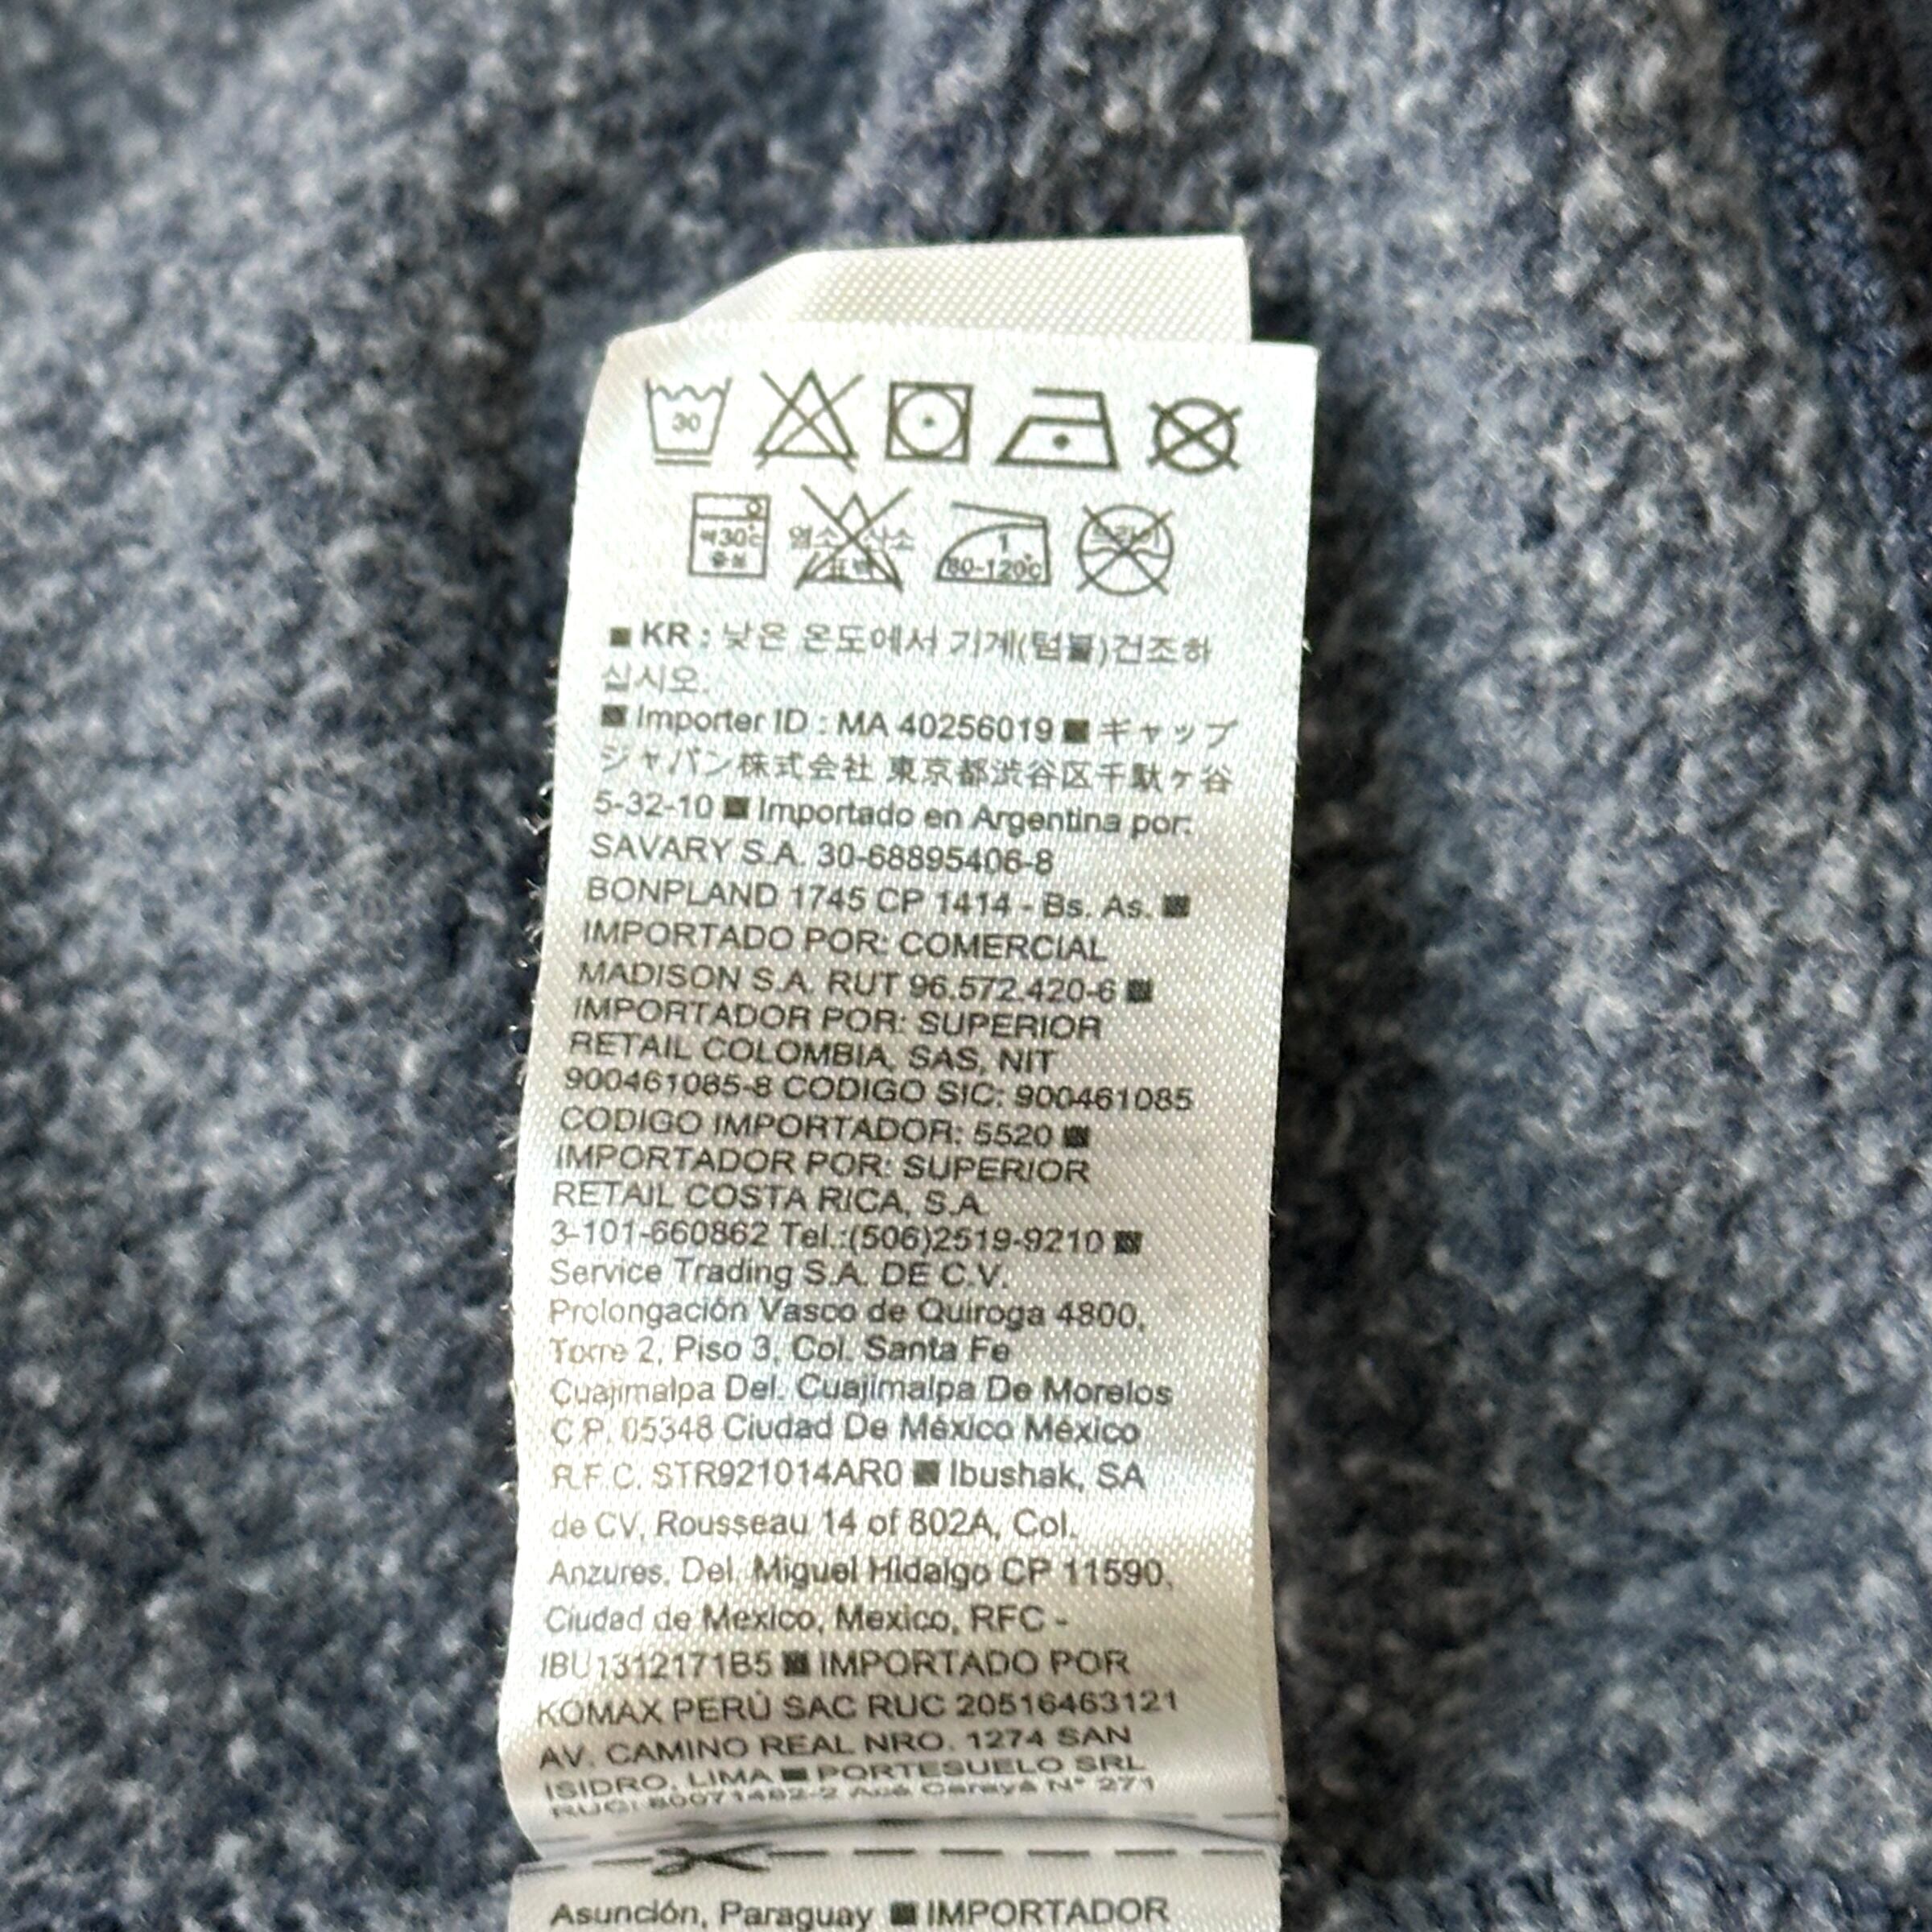 30
약30℃
중성
염소 산소
표백
1
80-120℃
드라이
■ KR : 낮은 온도에서 기계(텀블)건조하
십시오.
■ Importer ID : MA 40256019 ■ ギャップ
ジャパン株式会社 東京都渋谷区千駄ヶ谷
5-32-10 ■ Importado en Argentina por:
SAVARY S.A. 30-68895406-8
BONPLAND 1745 CP 1414 - Bs. As. ■
IMPORTADO POR: COMERCIAL
MADISON S.A. RUT 96.572.420-6 ■
IMPORTADOR POR: SUPERIOR
RETAIL COLOMBIA, SAS, NIT
900461085-8 CODIGO SIC: 900461085
CODIGO IMPORTADOR: 5520 ■
IMPORTADOR POR: SUPERIOR
RETAIL COSTA RICA, S.A.
3-101-660862 Tel.:(506)2519-9210 ■
Service Trading S.A. DE C.V.
Prolongación Vasco de Quiroga 4800,
Torre 2, Piso 3, Col. Santa Fe
Cuajimalpa Del. Cuajimalpa De Morelos
C.P. 05348 Ciudad De México México
R.F.C. STR921014AR0 ■ Ibushak, SA
de CV, Rousseau 14 of 802A, Col.
Anzures, Del. Miguel Hidalgo CP 11590,
Ciudad de Mexico, Mexico, RFC -
IBU1312171B5 ■ IMPORTADO POR
KOMAX PERÚ SAC RUC 20516463121
AV. CAMINO REAL NRO. 1274 SAN
ISIDRO, LIMA ■ PORTESUELO SRL
RUC: 80071482-2 Acá Carayá N° 271
Asunción, Paraguay ■ IMPORTADOR